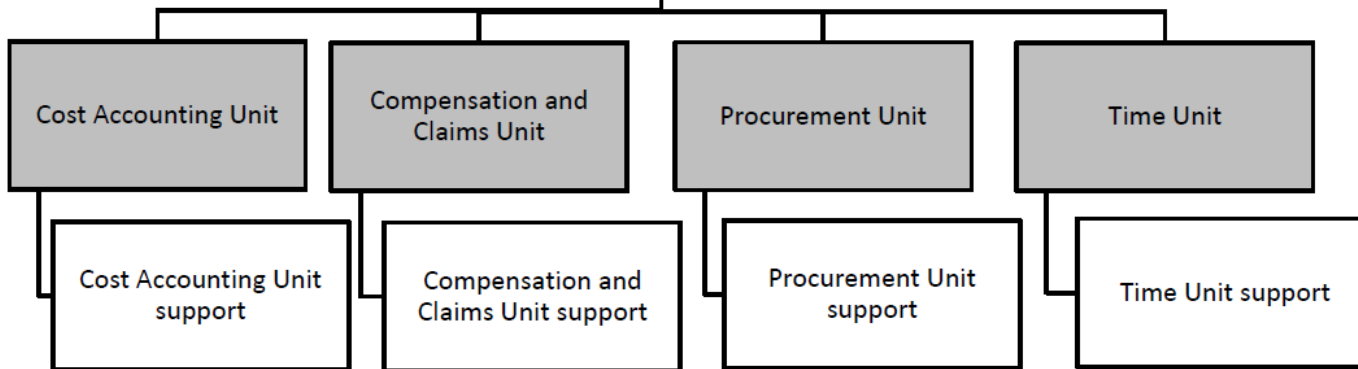 Cost Accounting Unit
Compensation and
Claims Unit
Procurement Unit
Time Unit
Cost Accounting Unit
support
Compensation and
Claims Unit support
Procurement Unit
support
Time Unit support